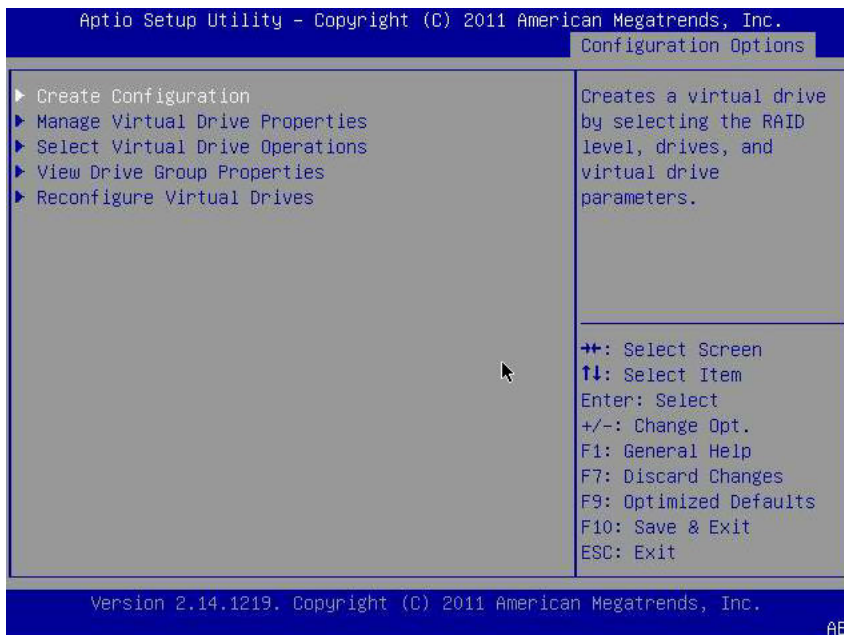 Aptio Setup Utility – Copyright (C) 2011 American Megatrends, Inc.
Configuration Options
Create Configuration
Manage Virtual Drive Properties
Select Virtual Drive Operations
View Drive Group Properties
Reconfigure Virtual Drives
Creates a virtual drive
by selecting the RAID
level, drives, and
virtual drive
parameters.
→←: Select Screen
↑↓: Select Item
Enter: Select
+/-: Change Opt.
F1: General Help
F7: Discard Changes
F9: Optimized Defaults
F10: Save & Exit
ESC: Exit
Version 2.14.1219. Copyright (C) 2011 American Megatrends, Inc.